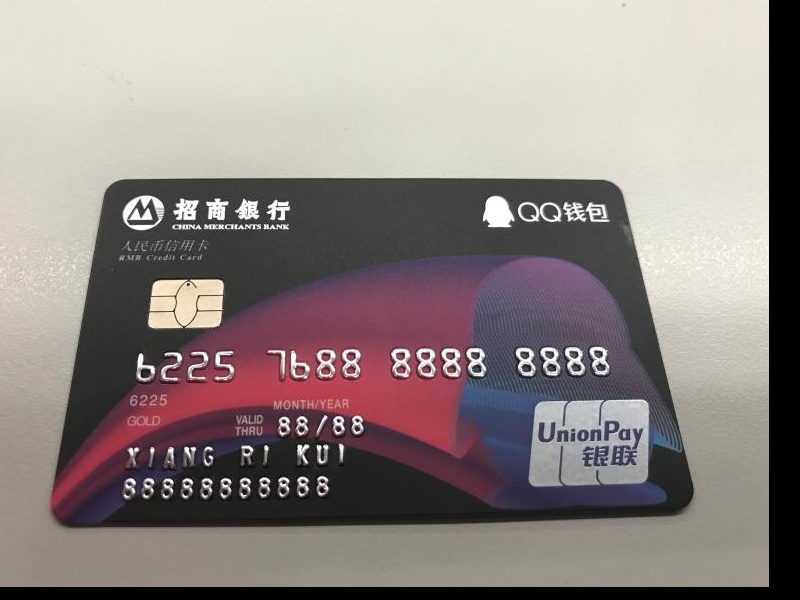 招商銀行
CHINA MERCHANTS BANK
QQ钱包
人民币信用卡
RMB Credit Card
6225 7688 8888 8888
6225
MONTH/YEAR
GOLD
VALID THRU 88/88
XIANG RI KUI
88888888888
UnionPay
银联